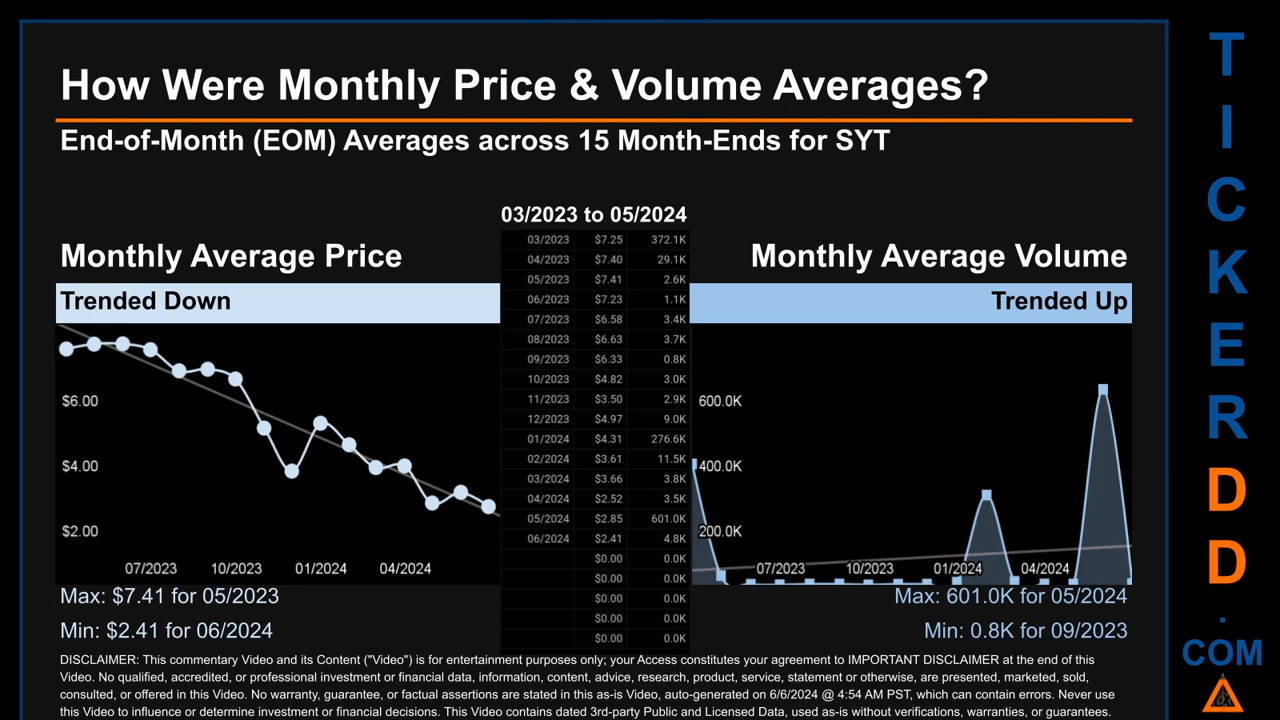 How Were Monthly Price & Volume Averages?
End-of-Month (EOM) Averages across 15 Month-Ends for SYT
03/2023 to 05/2024
Monthly Average Price
Trended Down
$6.00
$4.00
$2.00
07/2023 10/2023 01/2024 04/2024
Max: $7.41 for 05/2023
Min: $2.41 for 06/2024
03/2023 $7.25 372.1K
04/2023 $7.40 29.1K
05/2023 $7.41 2.6K
06/2023 $7.23 1.1K
07/2023 $6.58 3.4K
08/2023 $6.63 3.7K
09/2023 $6.33 0.8K
10/2023 $4.82 3.0K
11/2023 $3.50 2.9K
12/2023 $4.97 9.0K
01/2024 $4.31 276.6K
02/2024 $3.61 11.5K
03/2024 $3.66 3.8K
04/2024 $2.52 3.5K
05/2024 $2.85 601.0K
06/2024 $2.41 4.8K
$0.00 0.0K
$0.00 0.0K
$0.00 0.0K
$0.00 0.0K
$0.00 0.0K
Monthly Average Volume
Trended Up
600.0K
400.0K
200.0K
07/2023 10/2023 01/2024 04/2024
Max: 601.0K for 05/2024
Min: 0.8K for 09/2023
DISCLAIMER: This commentary Video and its Content ("Video") is for entertainment purposes only; your Access constitutes your agreement to IMPORTANT DISCLAIMER at the end of this
Video. No qualified, accredited, or professional investment or financial data, information, content, advice, research, product, service, statement or otherwise, are presented, marketed, sold,
consulted, or offered in this Video. No warranty, guarantee, or factual assertions are stated in this as-is Video, auto-generated on 6/6/2024 @ 4:54 AM PST, which can contain errors. Never use
this Video to influence or determine investment or financial decisions. This Video contains dated 3rd-party Public and Licensed Data, used as-is without verifications, warranties, or guarantees.
T
I
C
K
E
R
D
D
.
COM